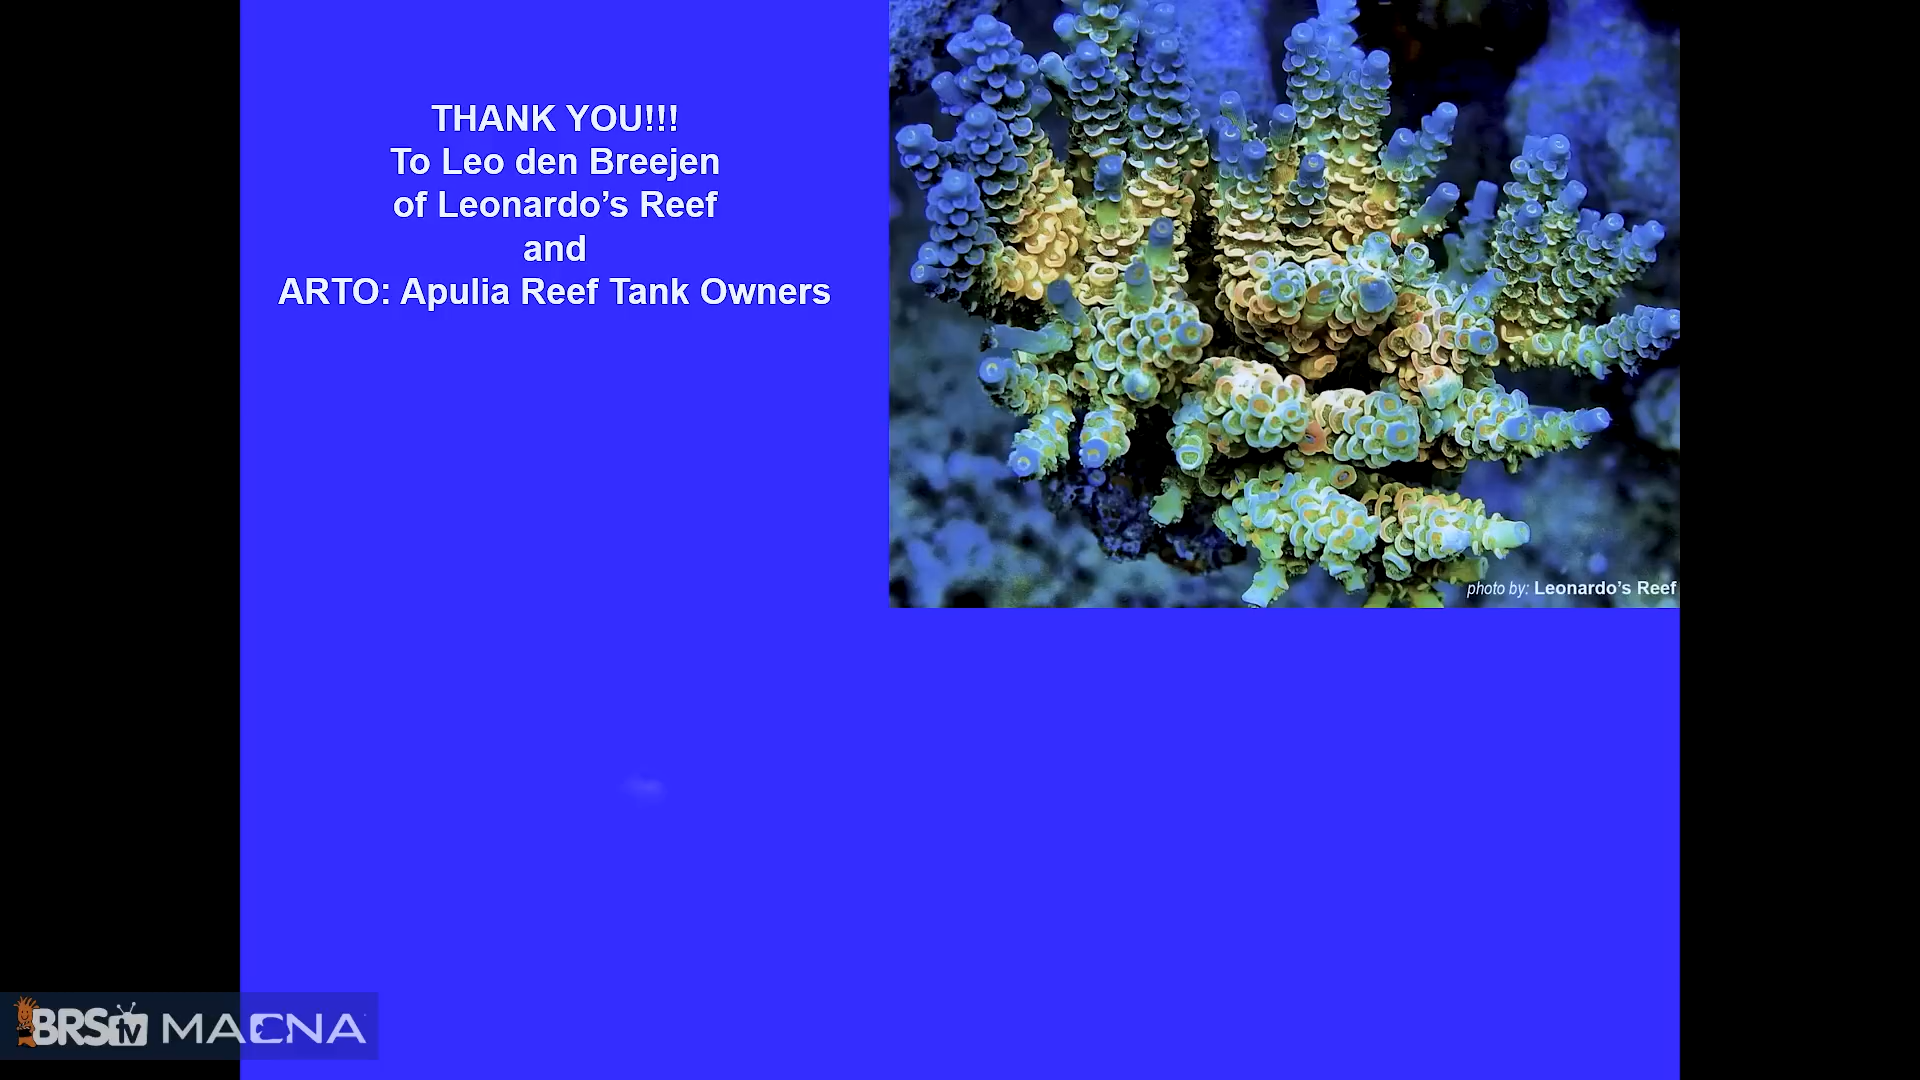 THANK YOU!!!
To Leo den Breejen
of Leonardo’s Reef
and
ARTO: Apulia Reef Tank Owners
photo by: Leonardo’s Reef
BRStv MACNA